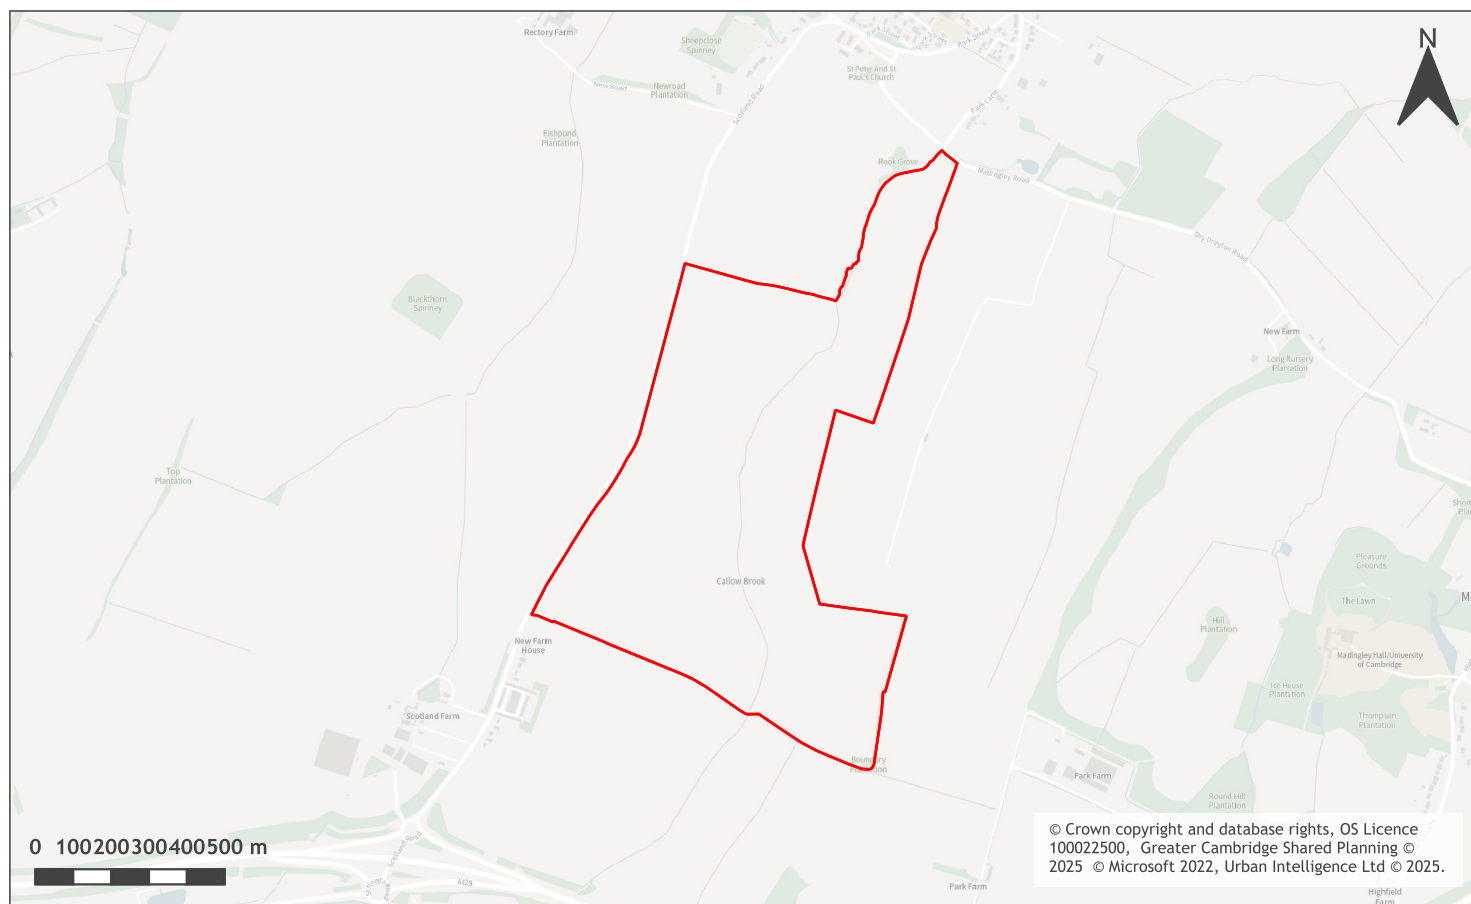 Rectory Farm
Sheepclose
Spinney
Park Street
Park Street
Park Street
N
St Peter And St
Paul's Church
New Road
Newroad
Plantation
Scotland Road
Park Lane
Fishpond
Plantation
Rook Grove
Madingley Road
Dry Drayton Road
Blackthorn
Spinney
New Farm
Long Nursery
Plantation
Top
Plantation
Pleasure
Grounds
Callow Brook
The Lawn
Hill
Plantation
New Farm
House
Madingley Hall/University
of Cambridge
Ice House
Plantation
Scotland Farm
Thompson
Plantation
Boundary
Plantation
Park Farm
Round Hill
Plantation
0 100200300400500 m
Scotland Road
A428
Park Farm
© Crown copyright and database rights, OS Licence
100022500, Greater Cambridge Shared Planning ©
2025 © Microsoft 2022, Urban Intelligence Ltd © 2025.
Highfield
Farm